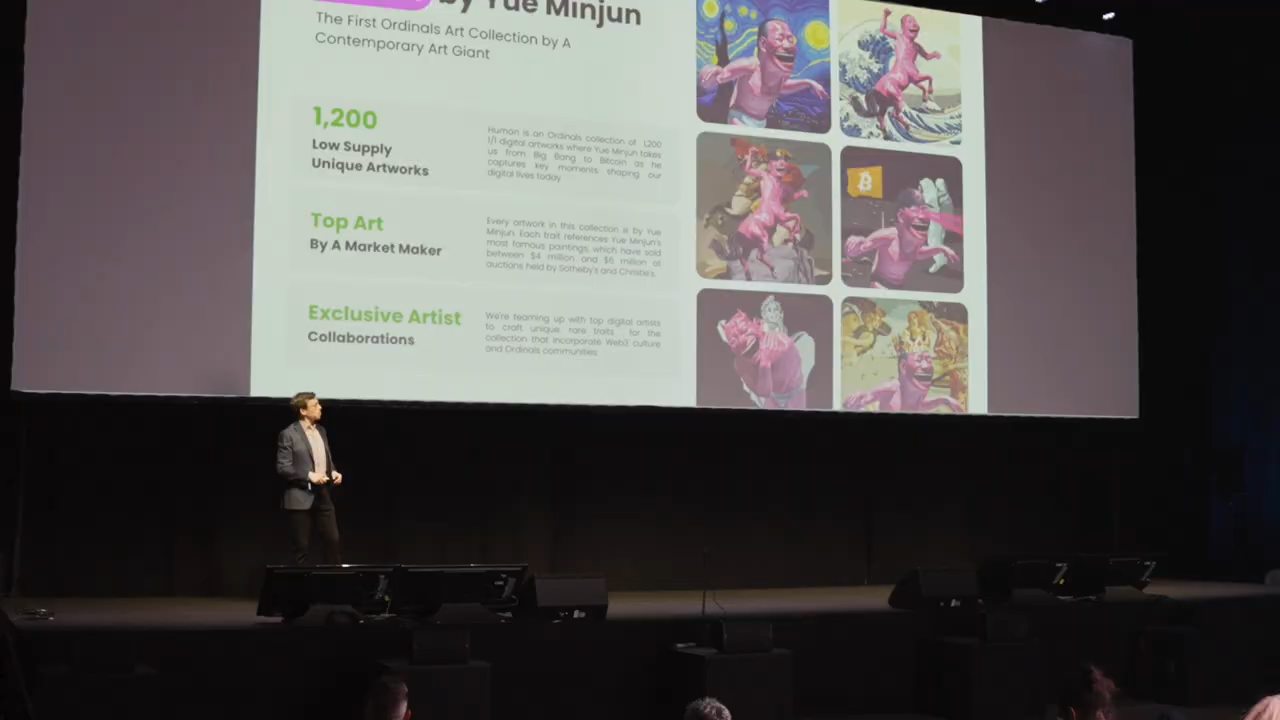 by Yue Minjun
The First Ordinals Art Collection by A
Contemporary Art Giant
1,200
Low Supply
Unique Artworks
Human is an Ordinals collection of 1,200
1/1 digital artworks where Yue Minjun takes
us from Big Bang to Bitcoin as he
captures key moments shaping our
digital lives today
Top Art
By A Market Maker
Every artwork in this collection is by Yue
Minjun. Each trait references Yue Minjun's
most famous paintings, which have sold
between $4 million and $6 million at
auctions held by Sotheby's and Christie's.
Exclusive Artist
Collaborations
We're teaming up with top digital artists
to craft unique, rare traits for the
collection that incorporate Web3 culture
and Ordinals communities